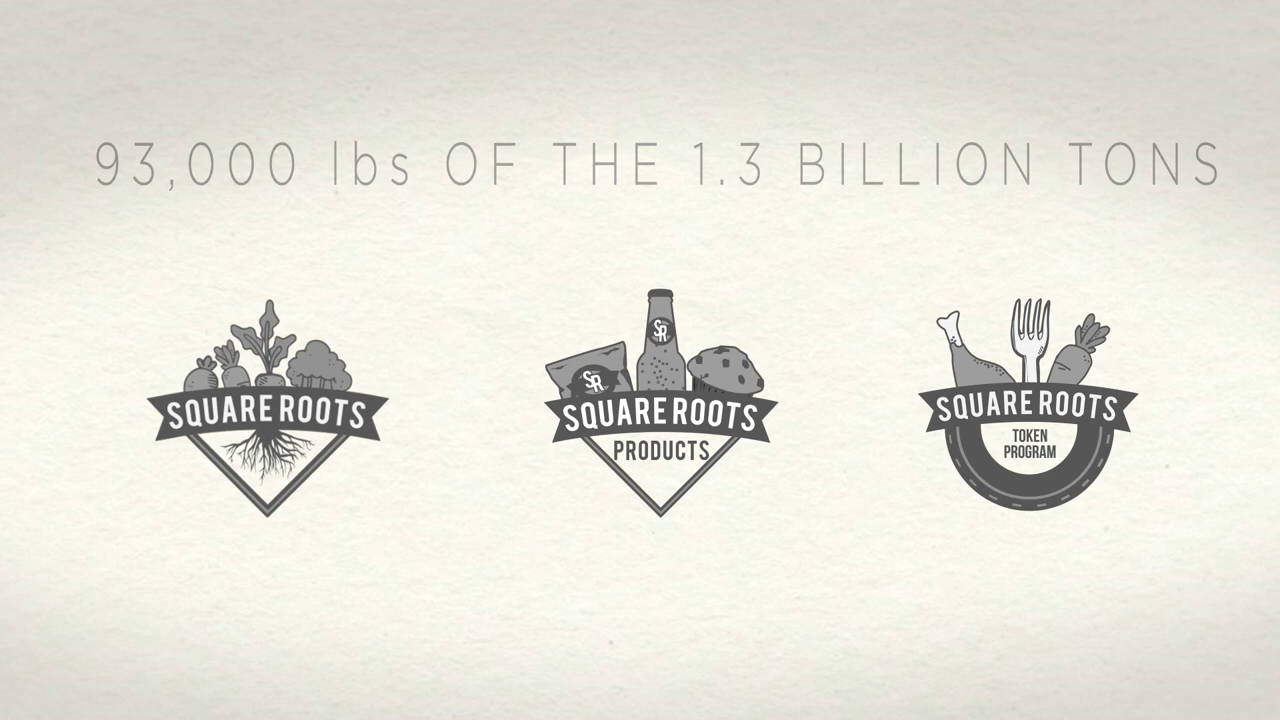 93,000 lbs OF THE 1.3 BILLION TONS
SQUARE ROOTS
SR
SR
SQUARE ROOTS
PRODUCTS
SQUARE ROOTS
TOKEN
PROGRAM